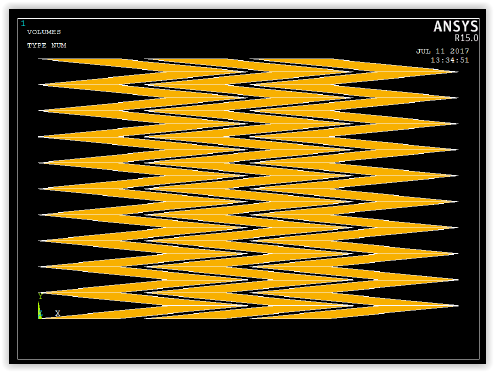 1
VOLUMES
TYPE NUM
ANSYS
R15.0
JUL 11 2017
13:34:51
Y
X